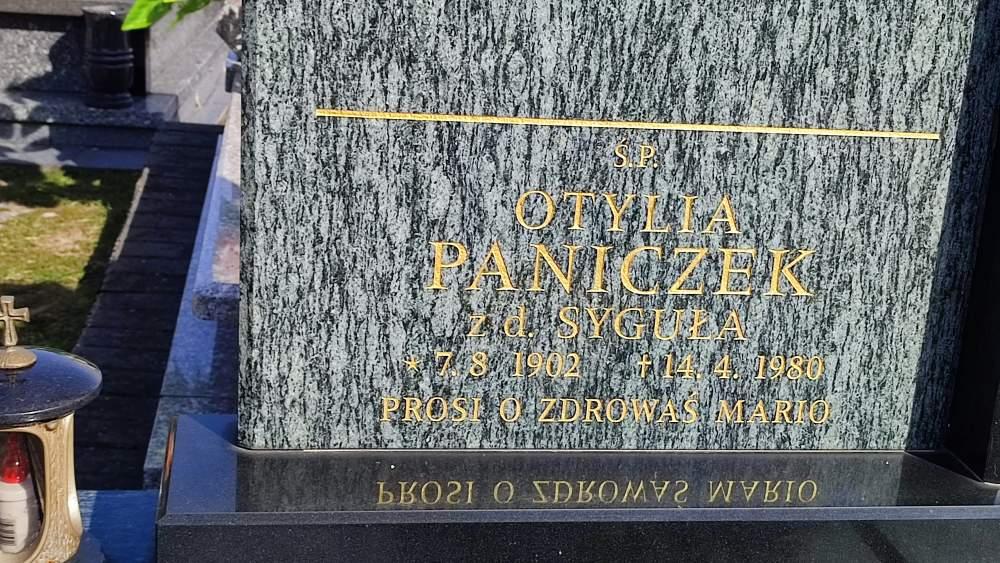 Ś.P.
OTYLIA
PANICZEK
z d. SYGUŁA
★ 7. 8 1902 † 14. 4. 1980
PROSI O ZDROWAŚ MARIO